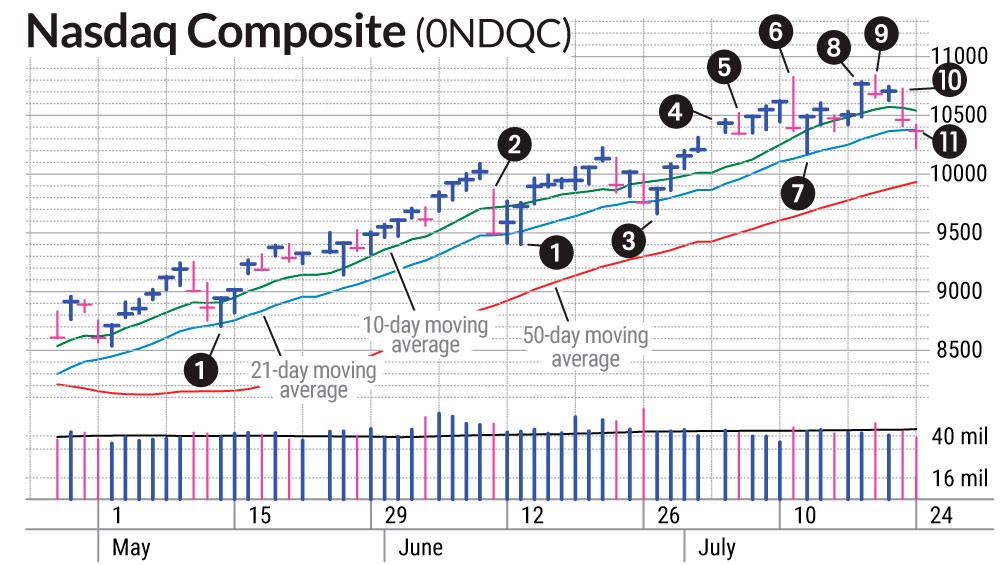 Nasdaq Composite (0NDQC)
11000
10500
10000
9500
9000
8500
6
9
8
5
10
4
11
2
7
3
1
1
10-day moving
average
50-day moving
average
21-day moving
average
40 mil
16 mil
1 15 29 12 26 10 24
May June July